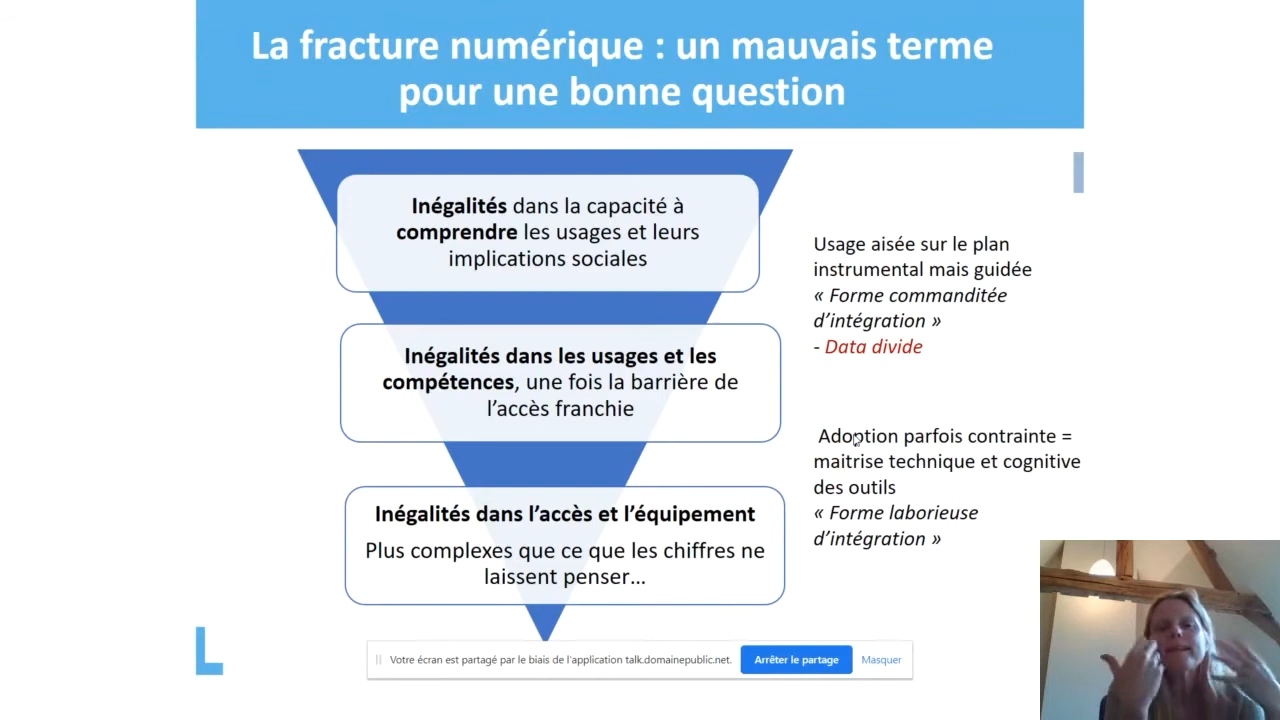 La fracture numérique : un mauvais terme
pour une bonne question
Inégalités dans la capacité à
comprendre les usages et leurs
implications sociales
Usage aisée sur le plan
instrumental mais guidée
« Forme commanditée
d’intégration »
- Data divide
Inégalités dans les usages et les
compétences, une fois la barrière de
l’accès franchie
Adoption parfois contrainte =
maitrise technique et cognitive
des outils
« Forme laborieuse
d’intégration »
Inégalités dans l’accès et l’équipement
Plus complexes que ce que les chiffres ne
laissent penser…
Votre écran est partagé par le biais de l'application talk.domainepublic.net.
Arrêter le partage
Masquer